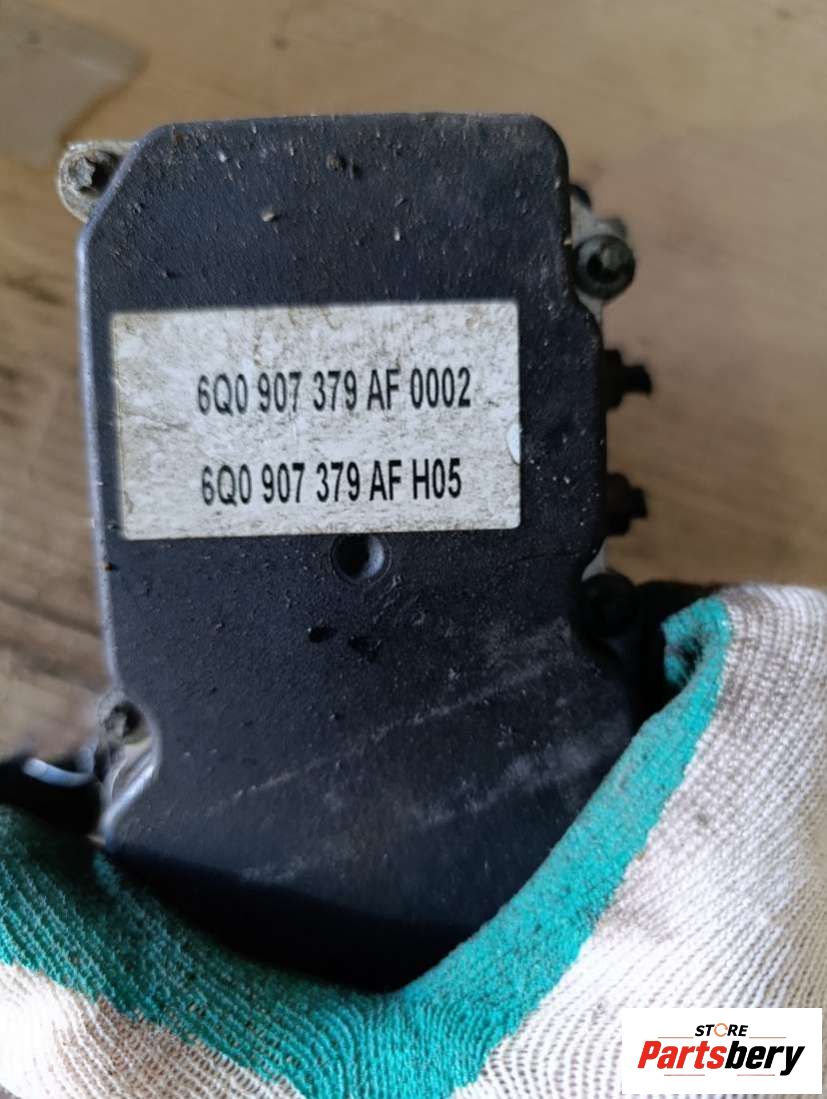 6Q0 907 379 AF 0002
6Q0 907 379 AF H05
STORE
Partsbery